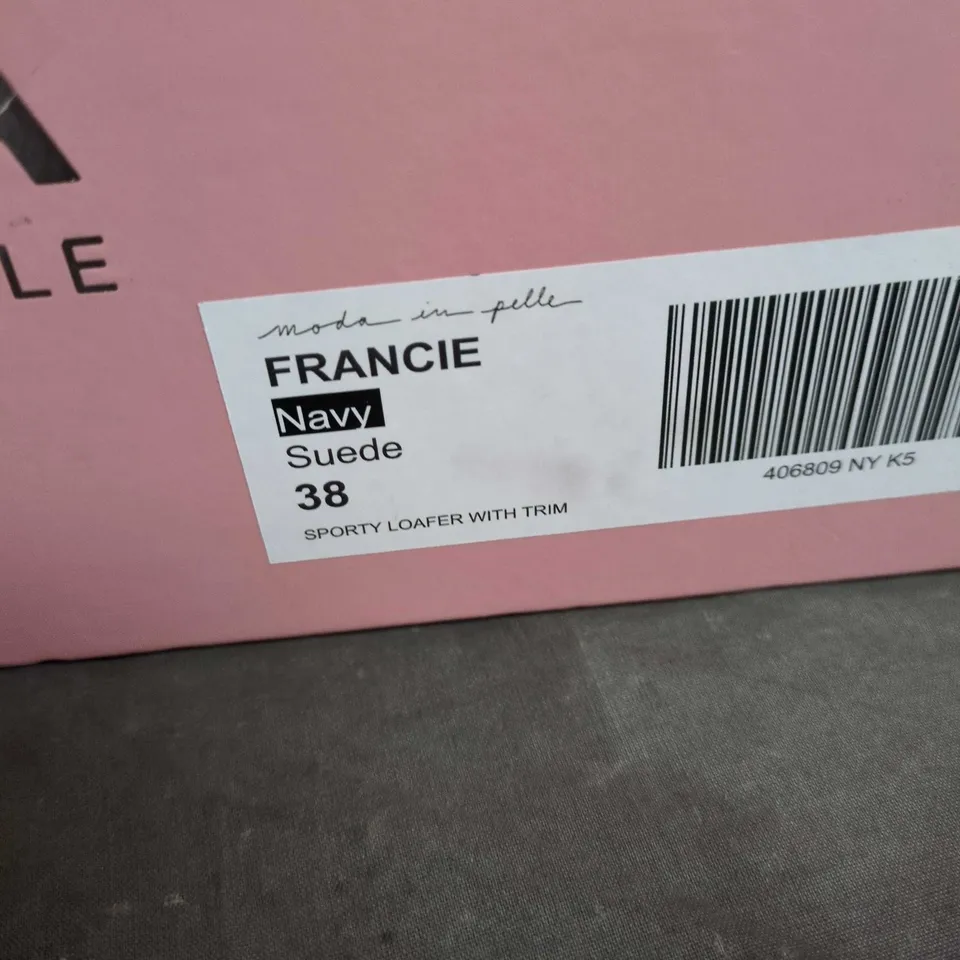 LE
moda in pelle
FRANCIE
Navy
Suede
38
SPORTY LOAFER WITH TRIM
406809 NY K5